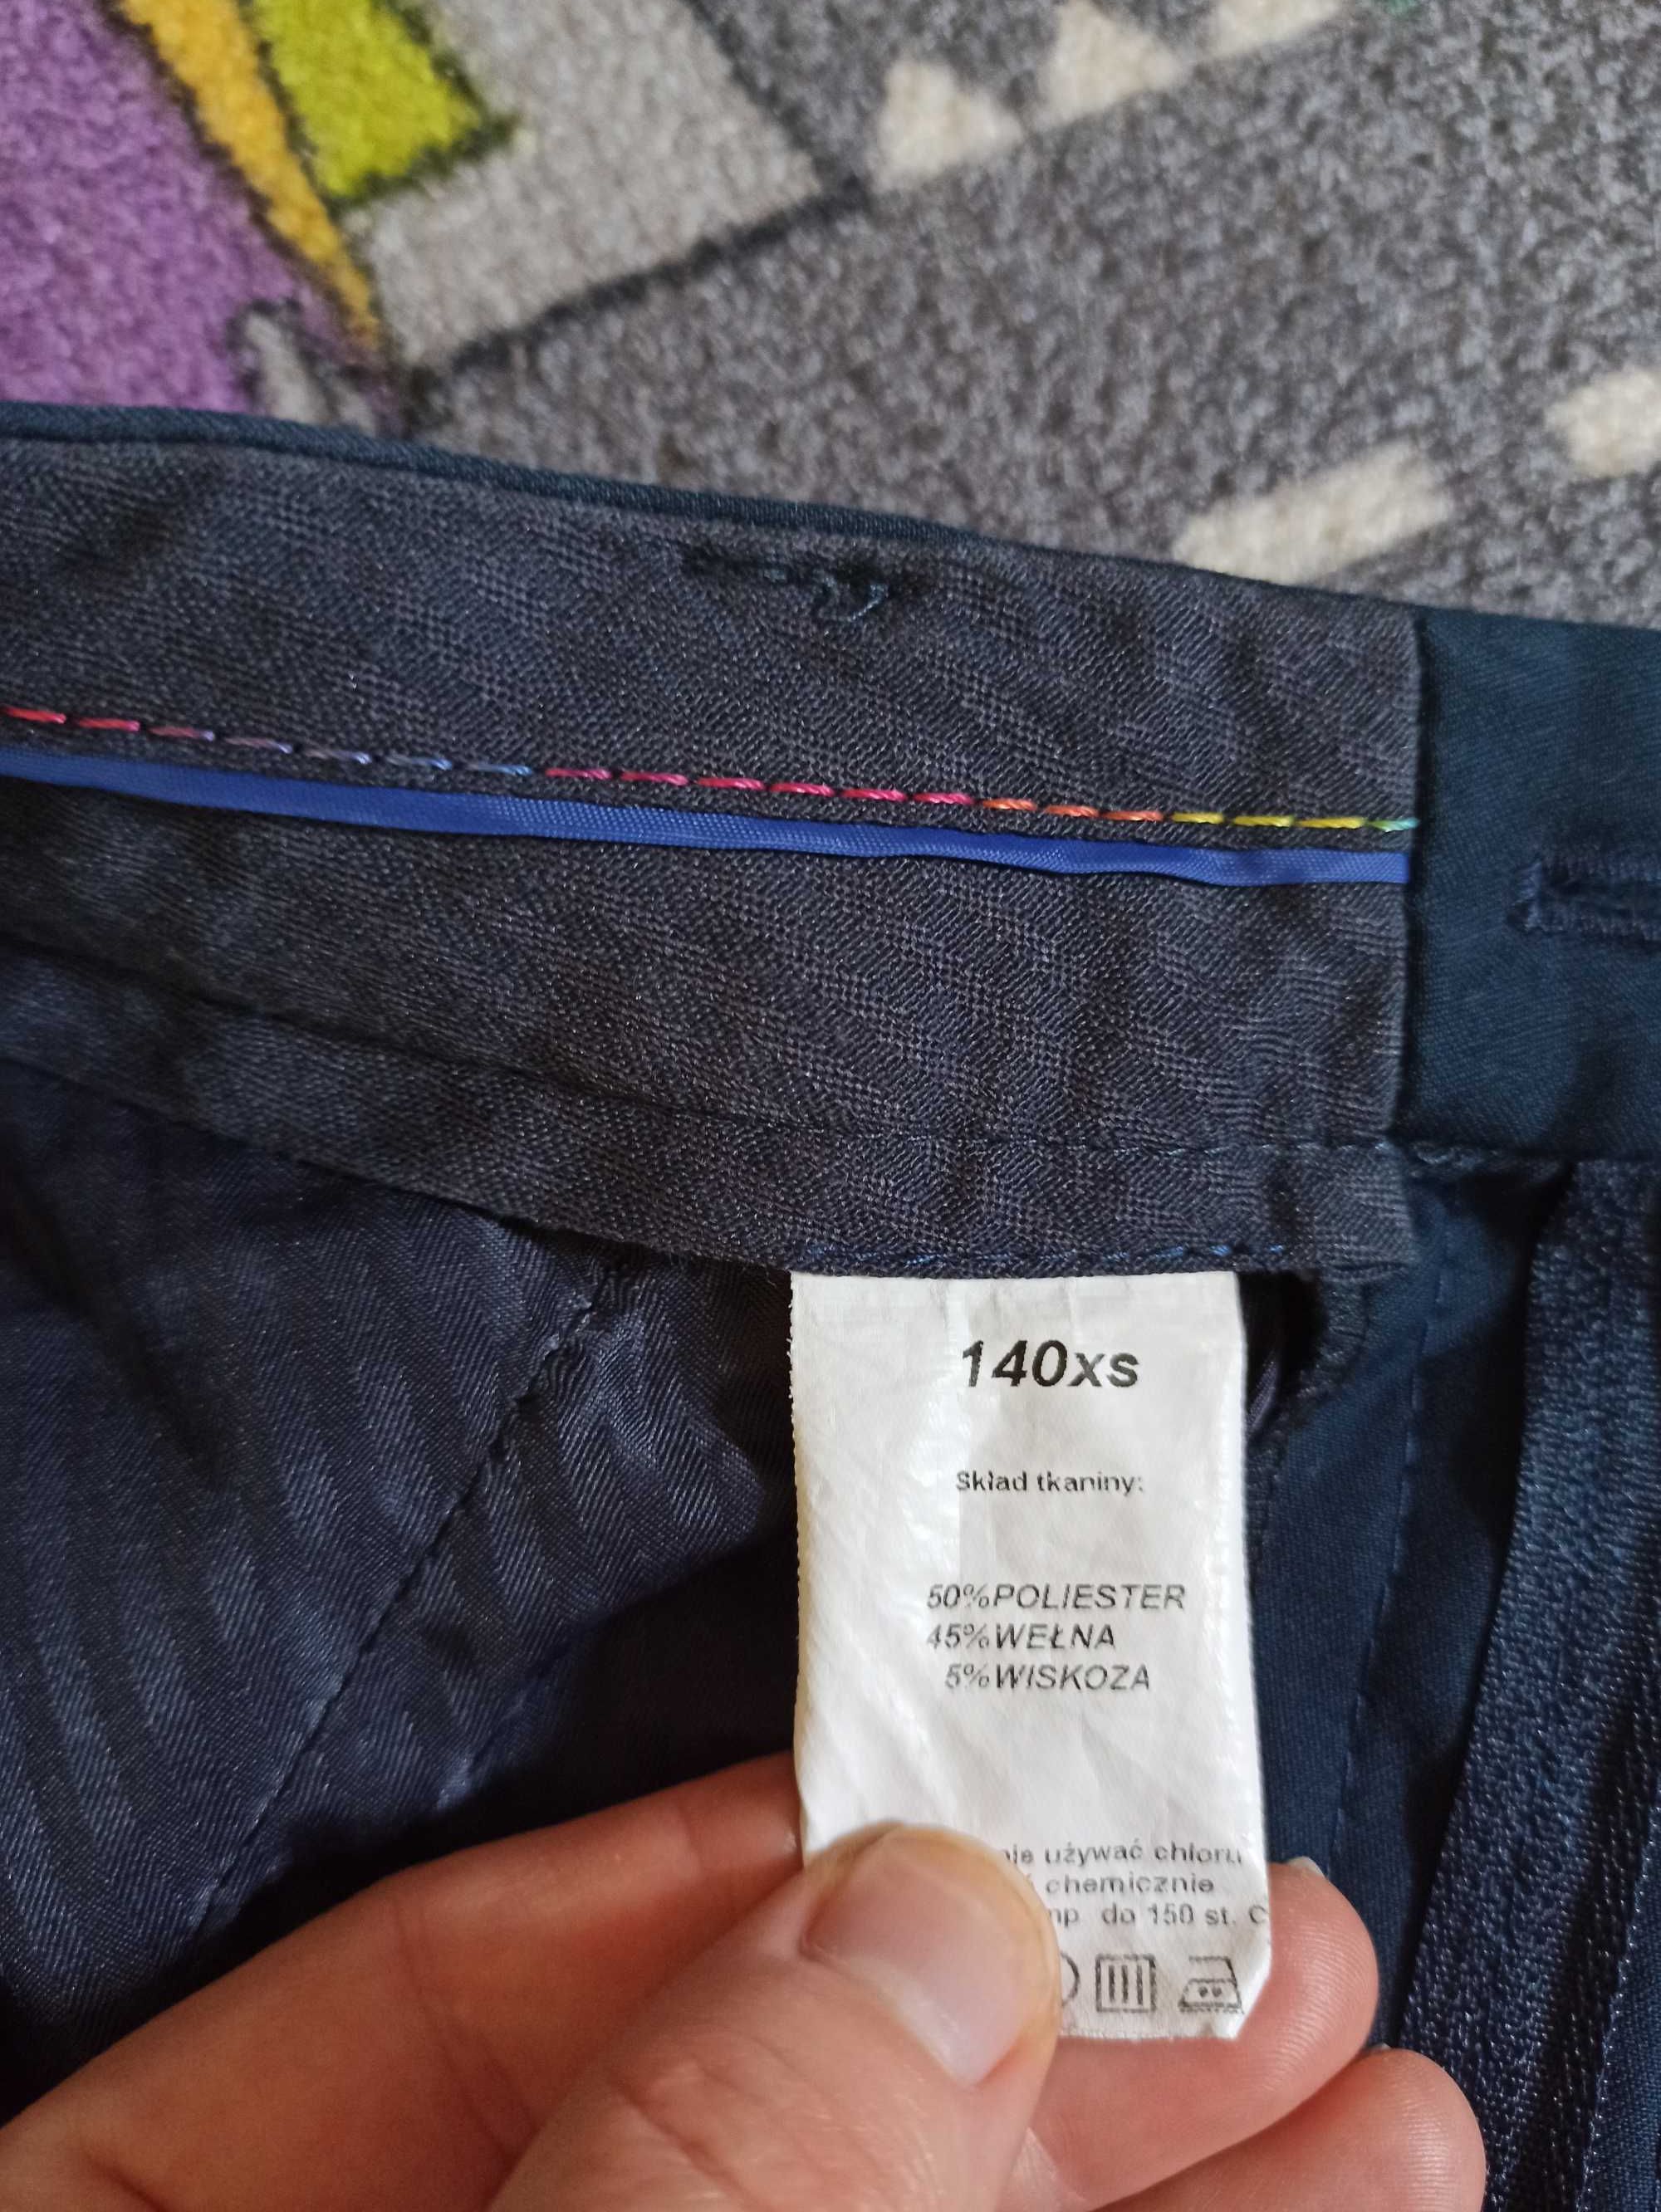 140xs
Skład tkaniny:
50%POLIESTER
45%WEŁNA
5%WISKOZA
nie używać chloru
chemicznie
do 150 st. C